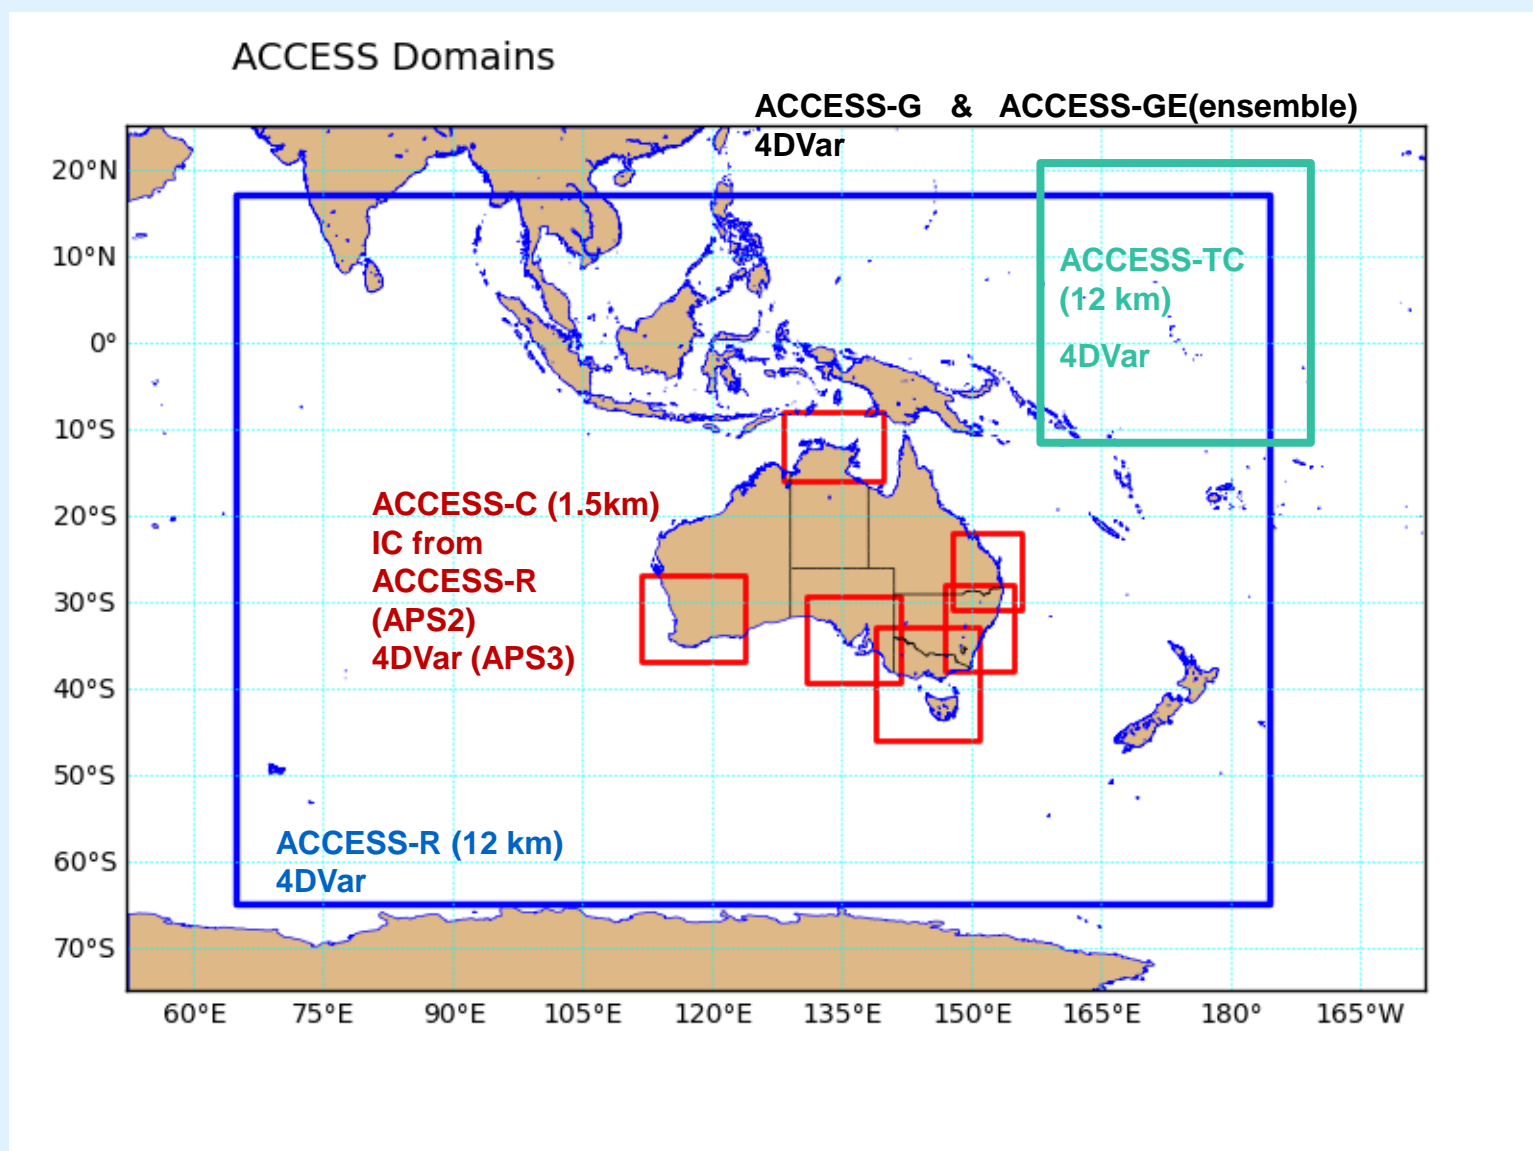 ACCESS Domains
ACCESS-G & ACCESS-GE(ensemble)
4DVar
20°N
10°N
0°
10°S
20°S
30°S
40°S
50°S
60°S
70°S
ACCESS-TC
(12 km)
4DVar
ACCESS-C (1.5km)
IC from
ACCESS-R
(APS2)
4DVar (APS3)
ACCESS-R (12 km)
4DVar
60°E 75°E 90°E 105°E 120°E 135°E 150°E 165°E 180° 165°W